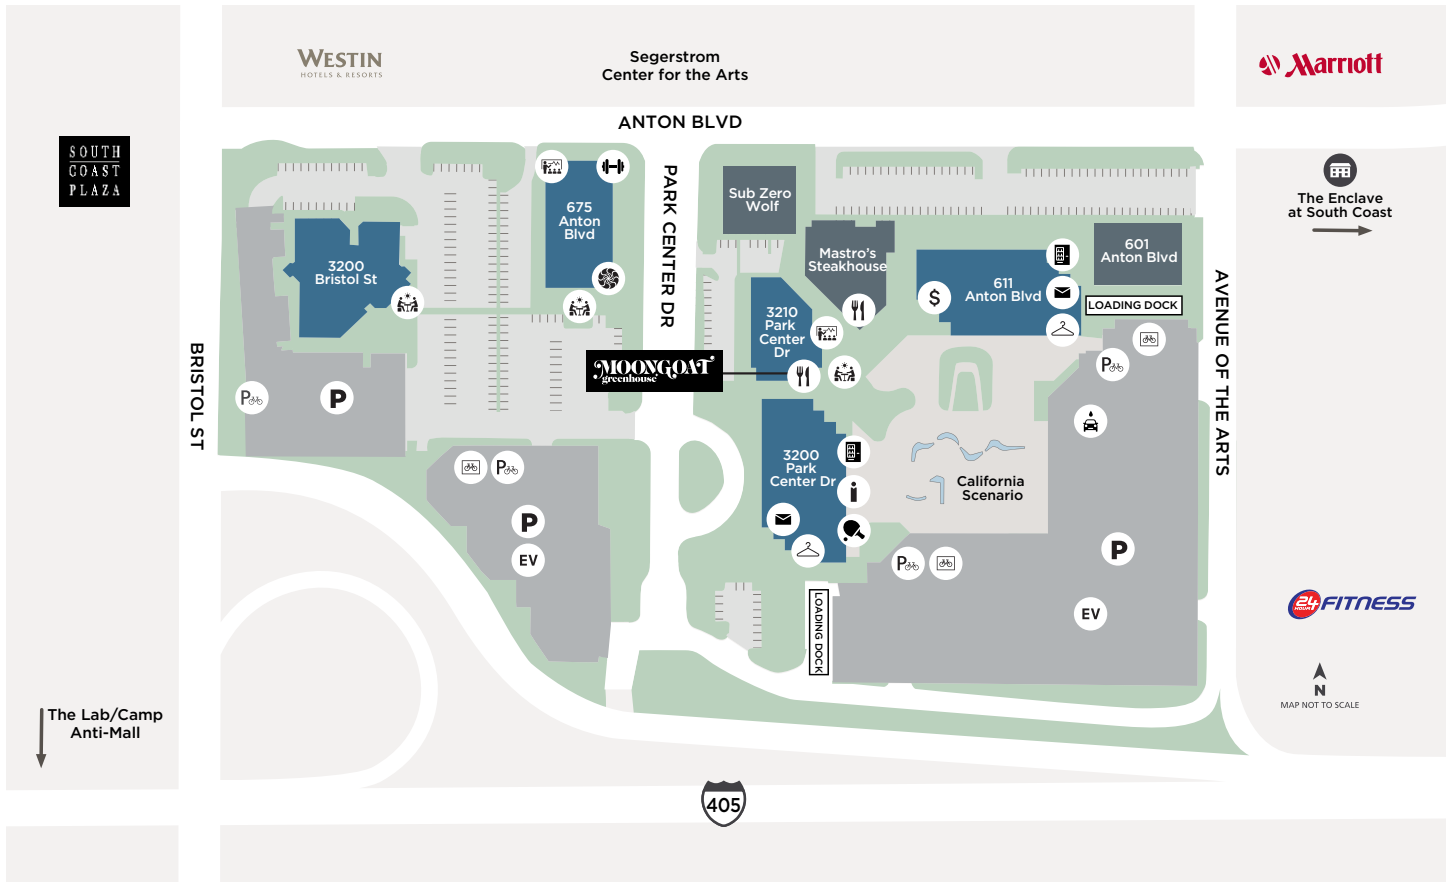 WESTIN
HOTELS & RESORTS
Segerstrom
Center for the Arts
Marriott
ANTON BLVD
SOUTH
COAST
PLAZA
The Enclave
at South Coast
PARK CENTER DR
675
Anton
Blvd
Sub Zero
Wolf
Mastro's
Steakhouse
601
Anton Blvd
611
Anton Blvd
$
LOADING DOCK
3200
Bristol St
3210
Park
Center
Dr
MOONGOAT
greenhouse
BRISTOL ST
AVENUE OF THE ARTS
P
P
P
3200
Park
Center Dr
California
Scenario
P
P
EV
P
P
EV
LOADING DOCK
24
HOUR
FITNESS
N
MAP NOT TO SCALE
The Lab/Camp
Anti-Mall
405